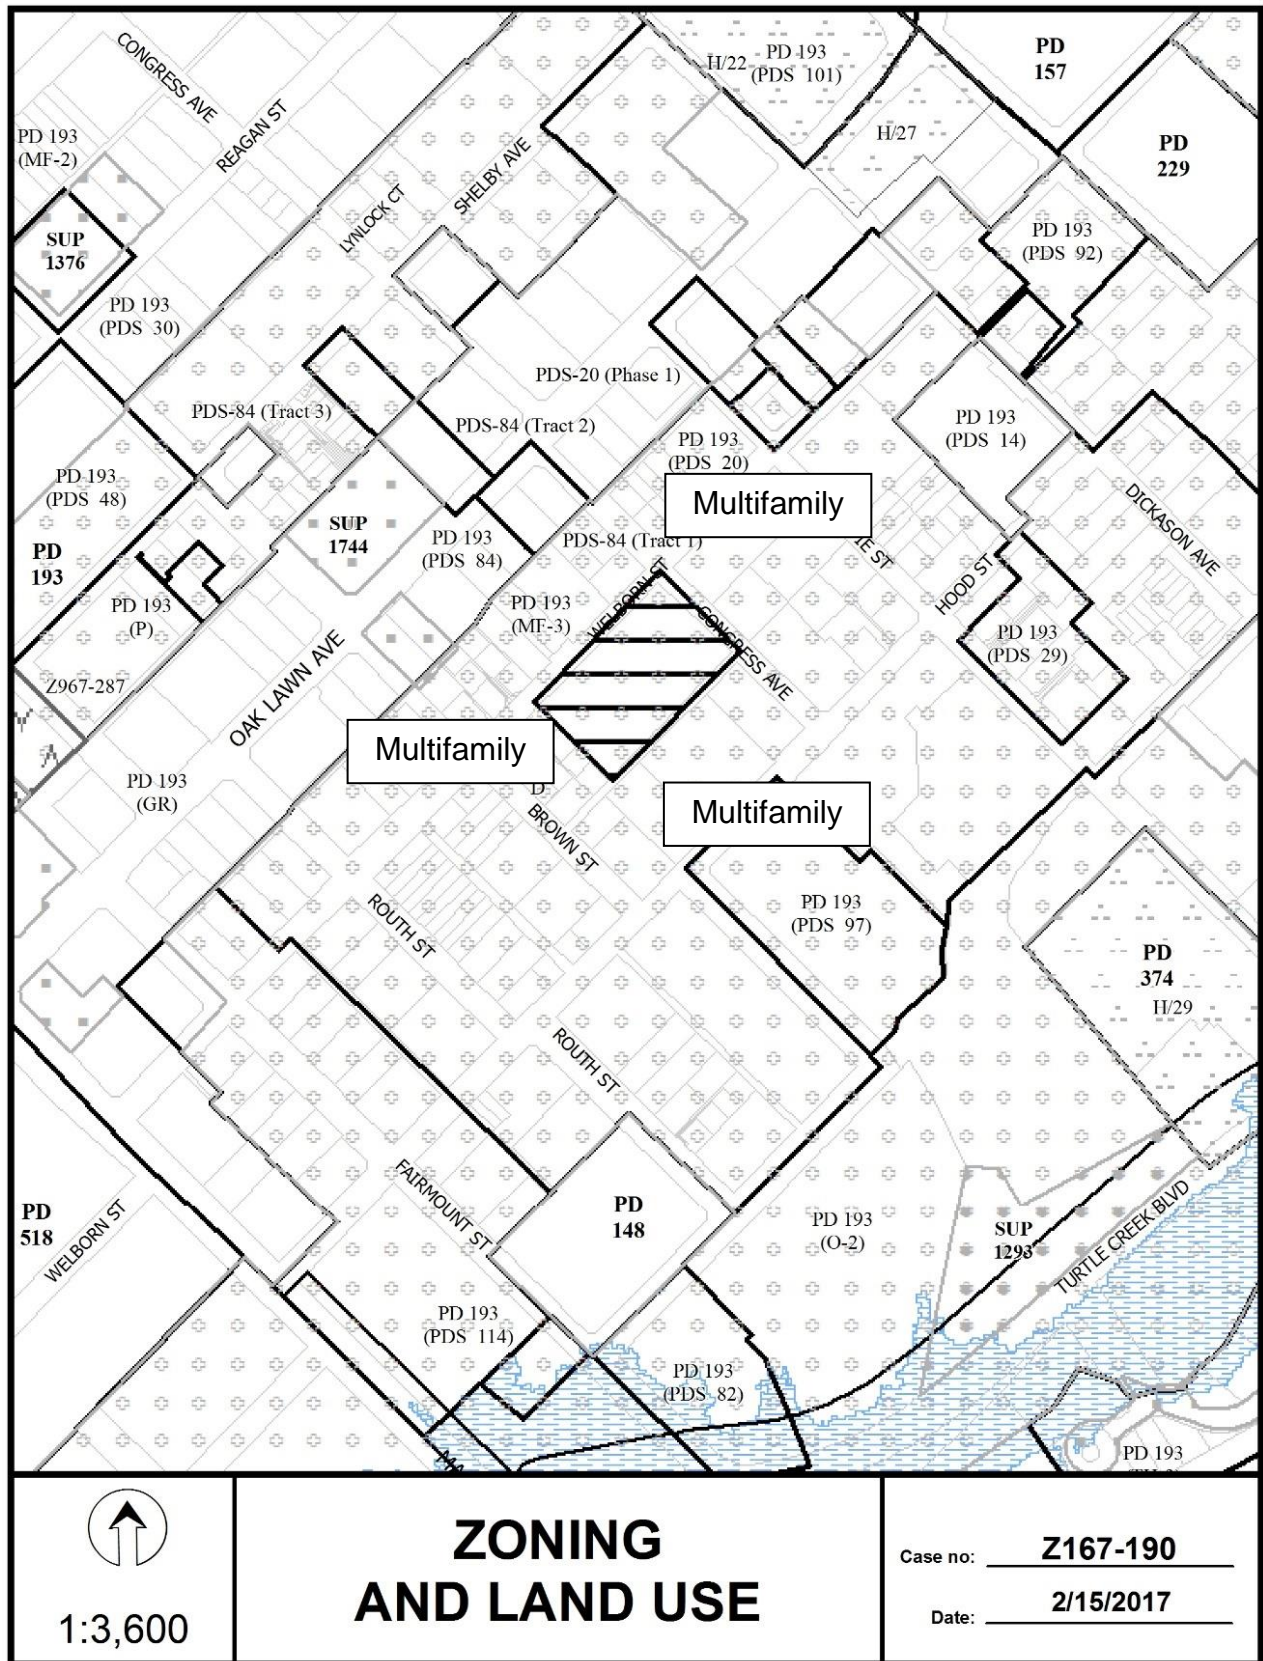 CONGRESS AVE
REAGAN ST
H/22
PD 193
(PDS 101)
PD
157
PD 193
(MF-2)
H/27
PD
229
SUP
1376
LYNLOCK CT
SHELBY AVE
PD 193
(PDS 92)
PD 193
(PDS 30)
PDS-20 (Phase 1)
PDS-84 (Tract 3)
PDS-84 (Tract 2)
PD 193
(PDS 20)
PD 193
(PDS 14)
PD 193
(PDS 48)
Multifamily
DICKASON AVE
SUP
1744
PD 193
(PDS 84)
PDS-84 (Tract 1)
IE ST
HOOD ST
PD
193
PD 193
(P)
PD 193
(MF-3)
WELBORN ST
CONGRESS AVE
PD 193
(PDS 29)
Z967-287
OAK LAWN AVE
Multifamily
PD 193
(GR)
D
Multifamily
BROWN ST
ROUTH ST
PD 193
(PDS 97)
PD
374
H/29
ROUTH ST
FAIRMOUNT ST
PD
148
PD
518
WELBORN ST
PD 193
(O-2)
SUP
1293
TURTLE CREEK BLVD
PD 193
(PDS 114)
PD 193
(PDS 82)
PD 193
1:3,600
ZONING
AND LAND USE
Case no: Z167-190
Date: 2/15/2017